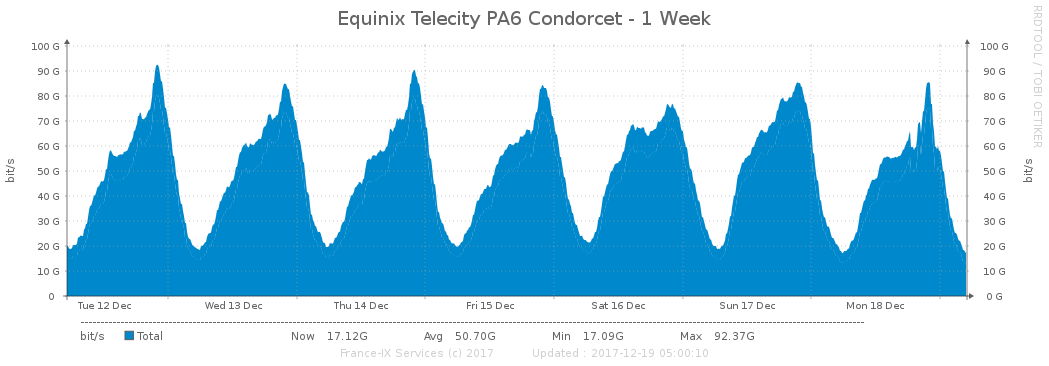 Equinix Telecity PA6 Condorcet - 1 Week
RRDTOOL / TOBI OETIKER
bit/s
100 G
90 G
80 G
70 G
60 G
50 G
40 G
30 G
20 G
10 G
0
100 G
90 G
80 G
70 G
60 G
50 G
40 G
30 G
20 G
10 G
0 G
bit/s
Tue 12 Dec Wed 13 Dec Thu 14 Dec Fri 15 Dec Sat 16 Dec Sun 17 Dec Mon 18 Dec
bit/s Total Now 17.12G Avg 50.70G Min 17.09G Max 92.37G
France-IX Services (c) 2017 Updated : 2017-12-19 05:00:10